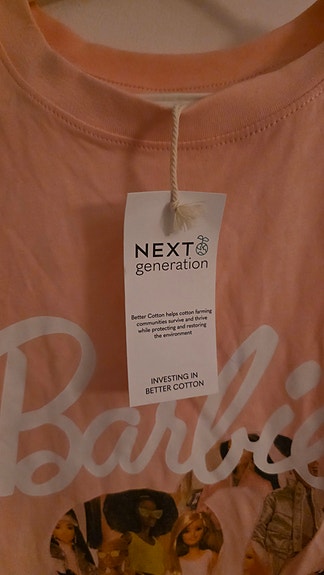 NEXT
generation
Better Cotton helps cotton farming
communities survive and thrive
while protecting and restoring
the environment
INVESTING IN
BETTER COTTON
Barbie